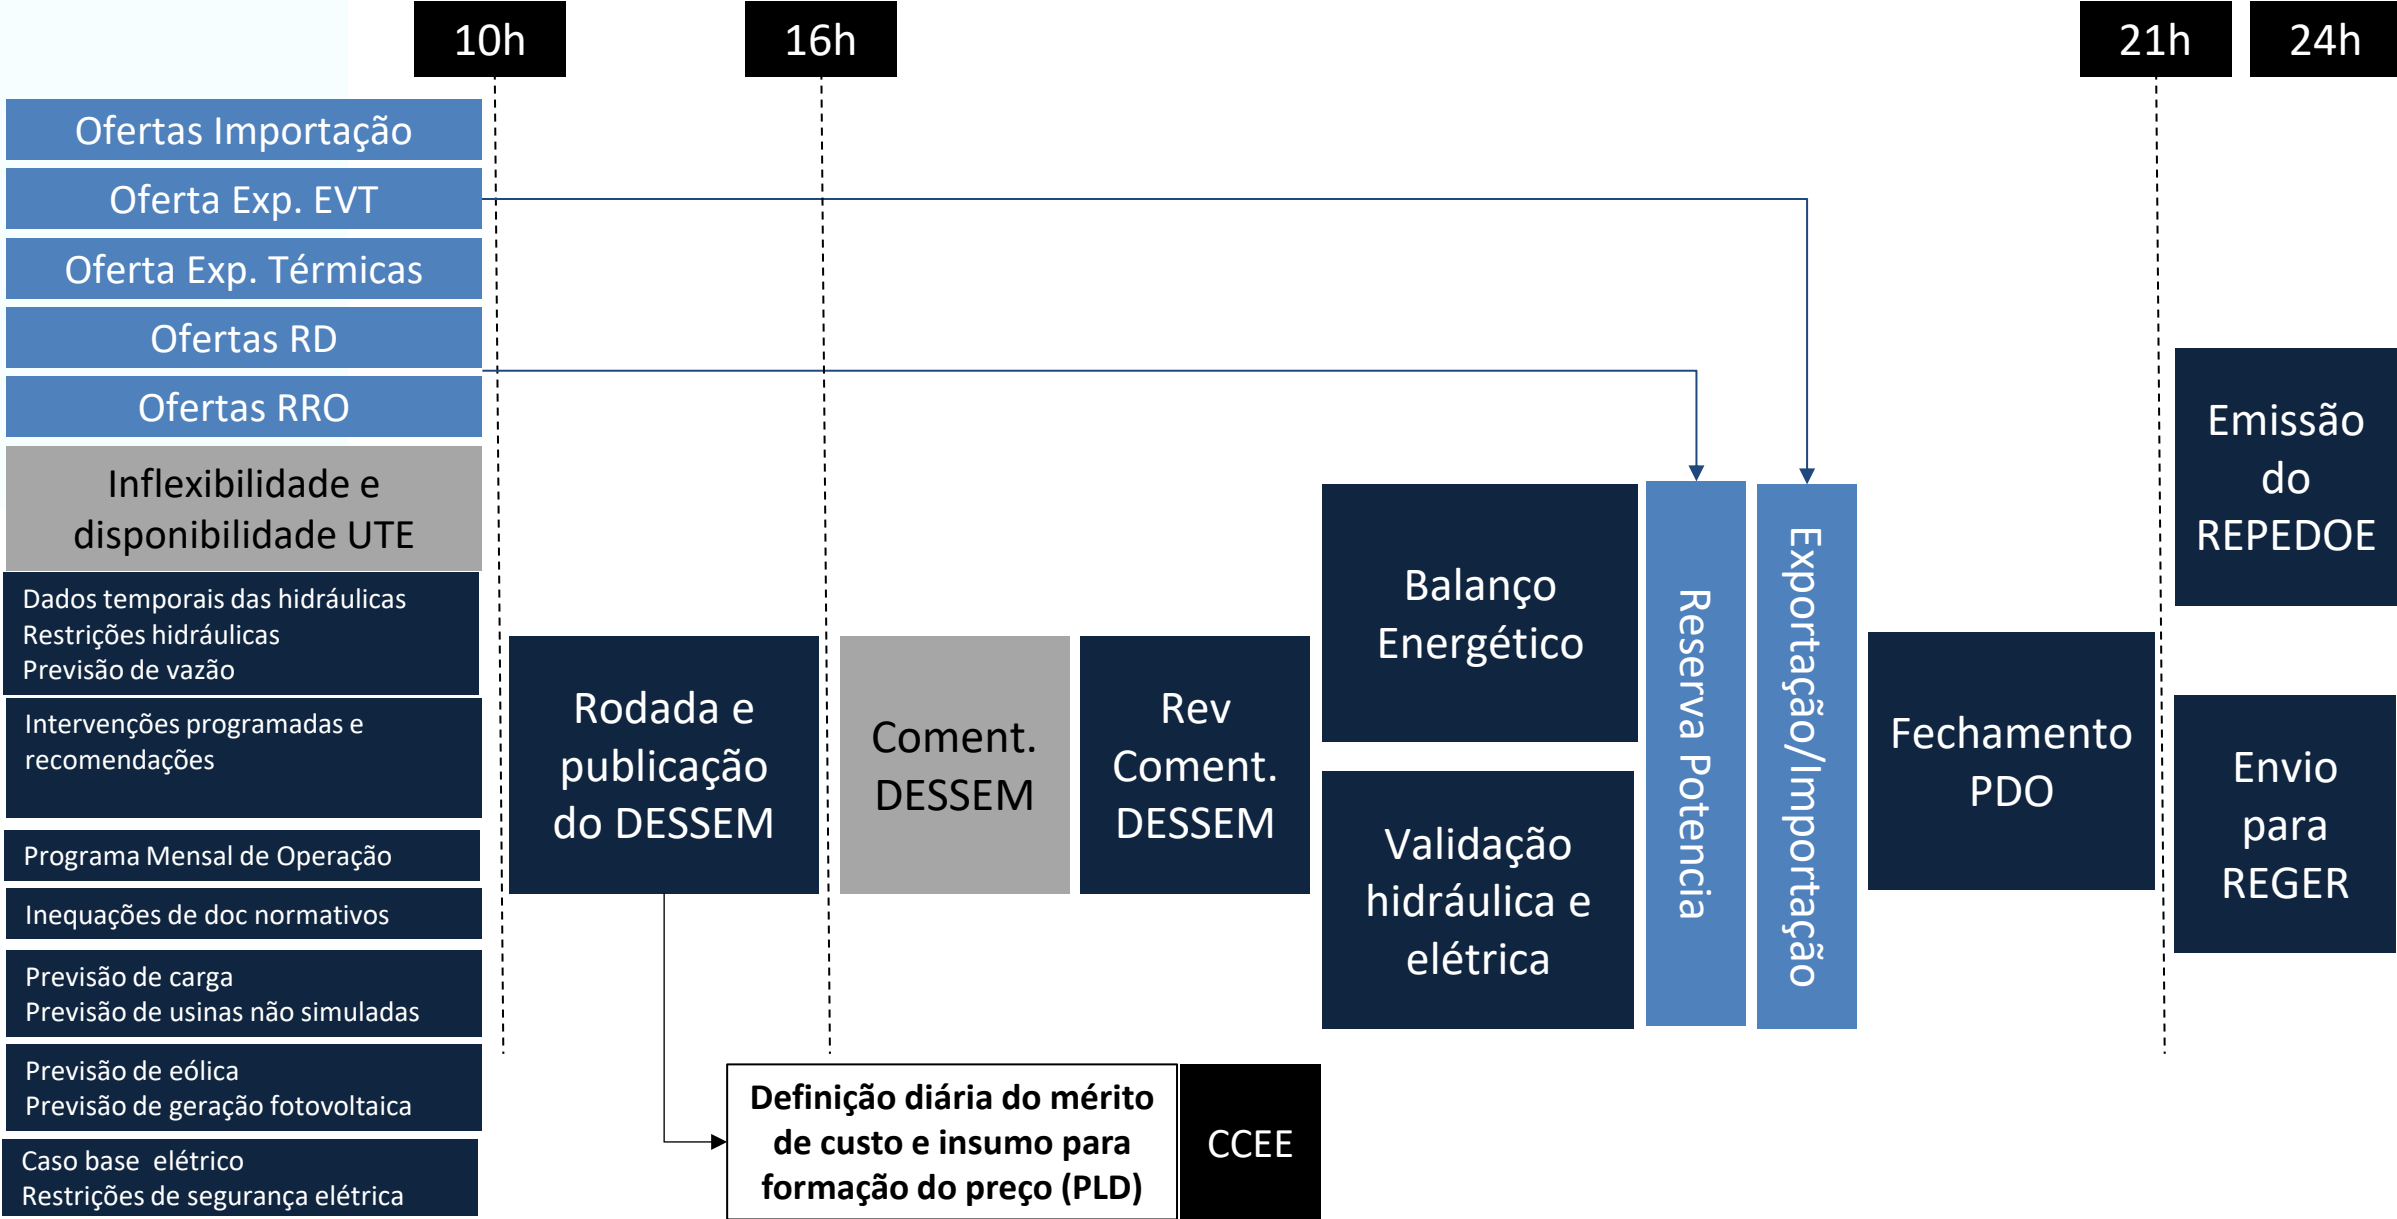 10h
16h
21h
24h
Ofertas Importação
Oferta Exp. EVT
Oferta Exp. Térmicas
Ofertas RD
Ofertas RRO
Inflexibilidade e
disponibilidade UTE
Dados temporais das hidráulicas
Restrições hidráulicas
Previsão de vazão
Intervenções programadas e
recomendações
Programa Mensal de Operação
Inequações de doc normativos
Previsão de carga
Previsão de usinas não simuladas
Previsão de eólica
Previsão de geração fotovoltaica
Caso base elétrico
Restrições de segurança elétrica
Rodada e
publicação
do DESSEM
Coment.
DESSEM
Rev
Coment.
DESSEM
Balanço
Energético
Validação
hidráulica e
elétrica
Reserva Potencia
Exportação/Importação
Fechamento
PDO
Emissão
do
REPEDOE
Envio
para
REGER
Definição diária do mérito
de custo e insumo para
formação do preço (PLD)
CCEE